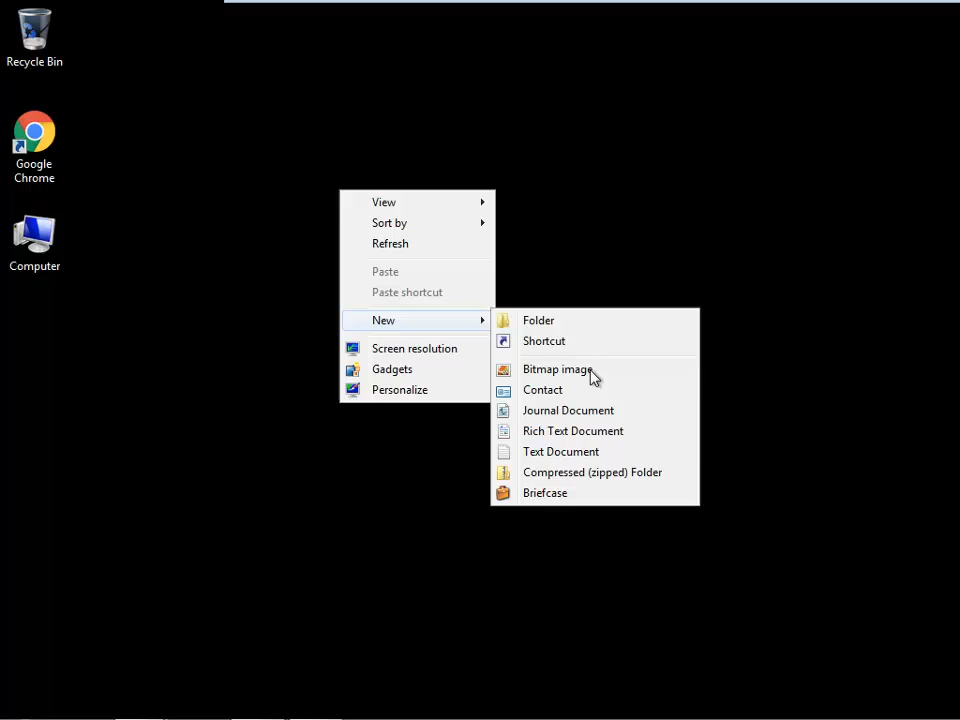 Recycle Bin
Google
Chrome
Computer
View
Sort by
Refresh
Paste
Paste shortcut
New
Screen resolution
Gadgets
Personalize
Folder
Shortcut
Bitmap image
Contact
Journal Document
Rich Text Document
Text Document
Compressed (zipped) Folder
Briefcase